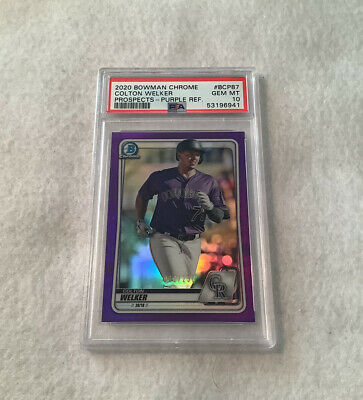 2020 BOWMAN CHROME #BCP87
COLTON WELKER GEM MT
PROSPECTS - PURPLE REF. 10
PSA 53196941
COLTON
WELKER